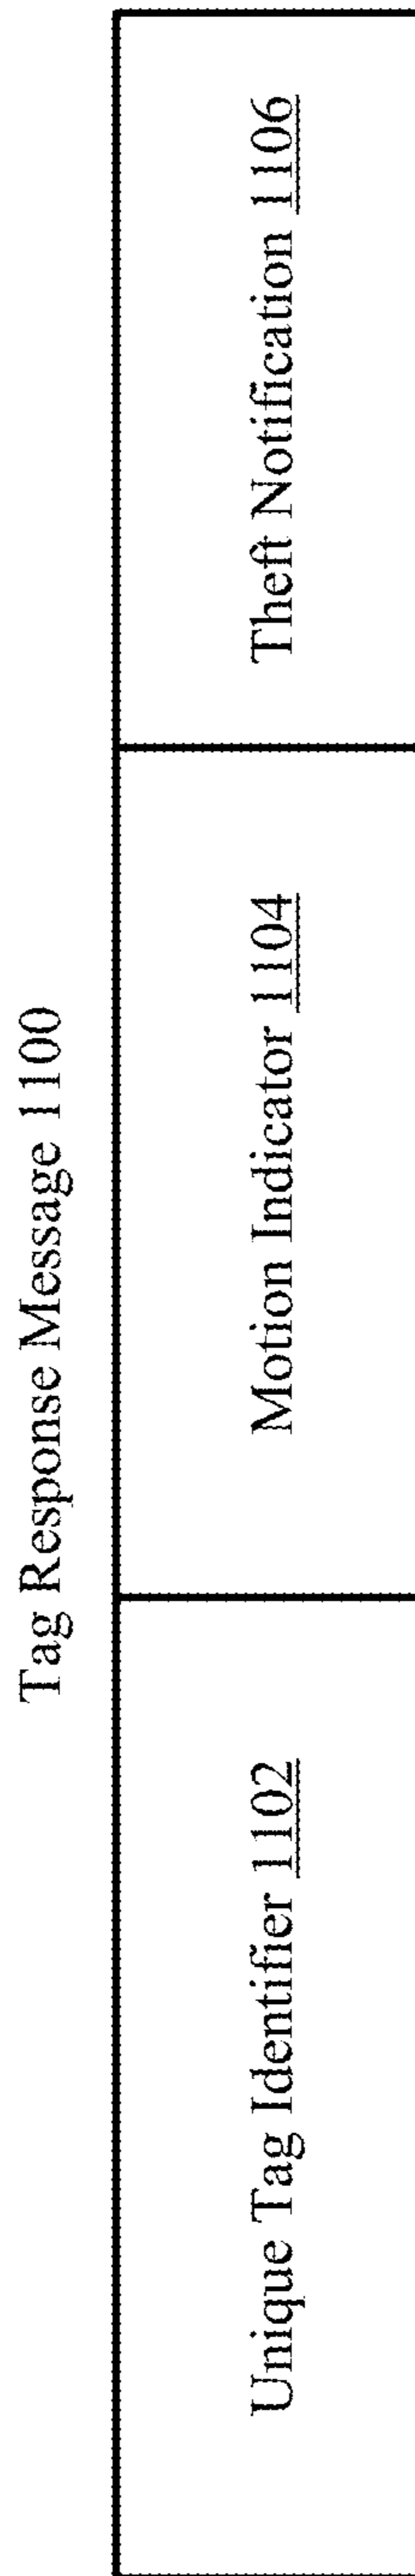 Tag Response Message 1100
Unique Tag Identifier 1102
Motion Indicator 1104
Theft Notification 1106